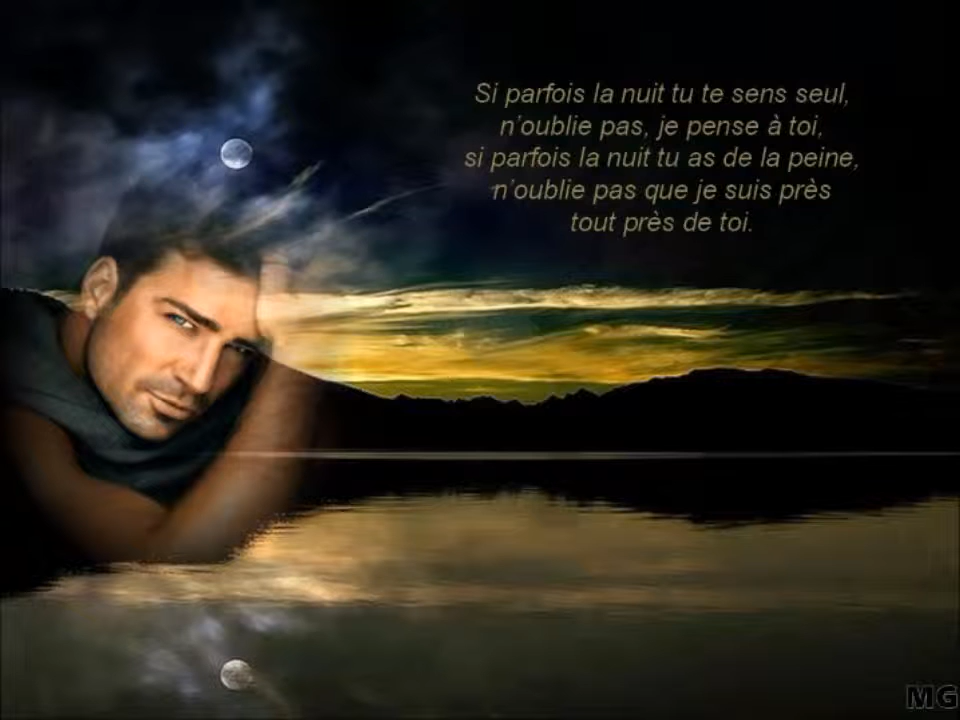 Si parfois la nuit tu te sens seul,
n'oublie pas, je pense à toi,
si parfois la nuit tu as de la peine,
n'oublie pas que je suis près
tout près de toi.
MG